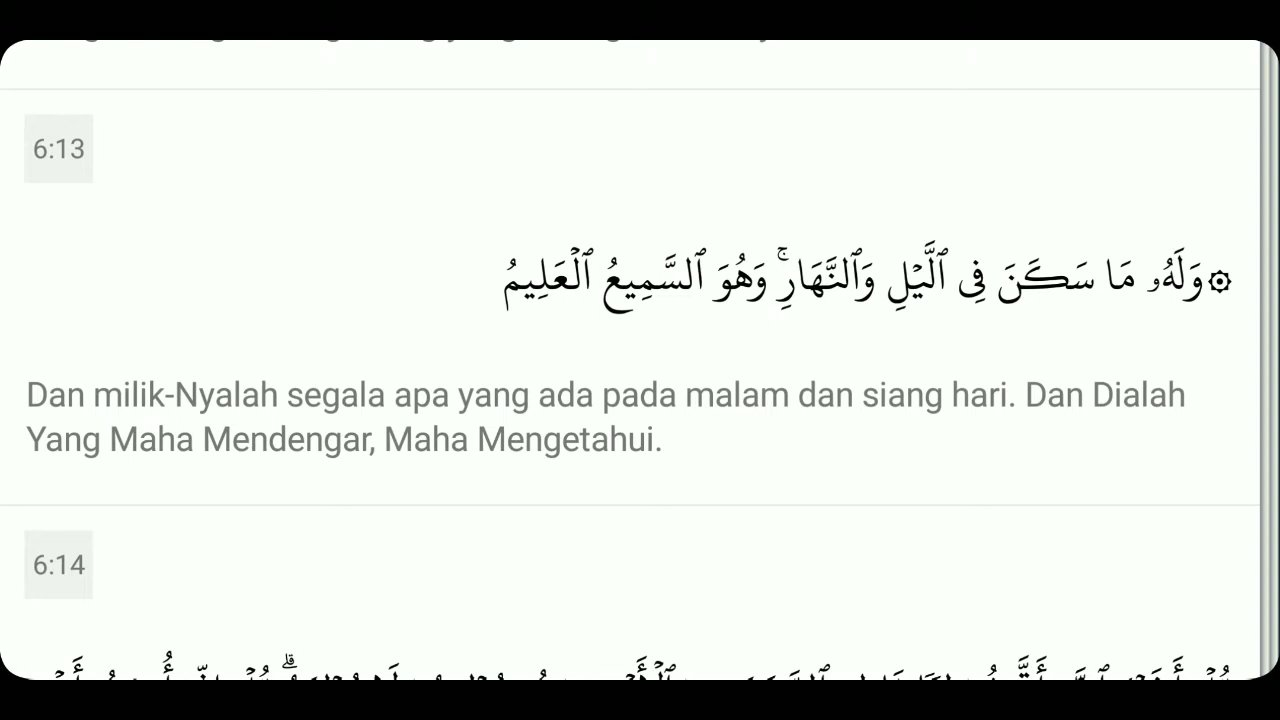 6:13
۞وَلَهُۥ مَا سَكَنَ فِى ٱلَّيْلِ وَٱلنَّهَارِ ۚ وَهُوَ ٱلسَّمِيعُ ٱلْعَلِيمُ
Dan milik-Nyalah segala apa yang ada pada malam dan siang hari. Dan Dialah
Yang Maha Mendengar, Maha Mengetahui.
6:14